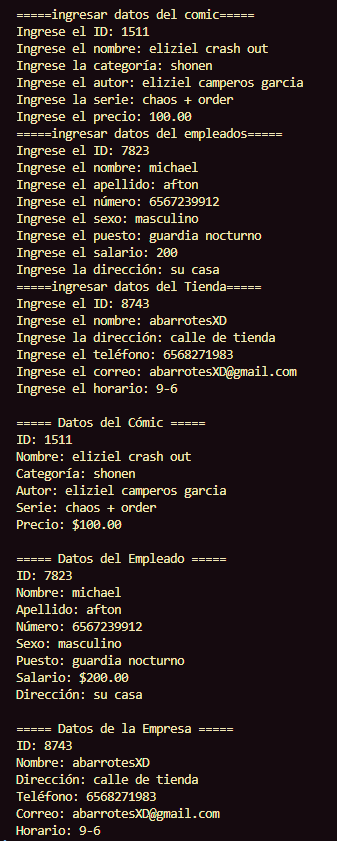 =====ingresar datos del comic=====
Ingrese el ID: 1511
Ingrese el nombre: eliziel crash out
Ingrese la categoría: shonen
Ingrese el autor: eliziel camperos garcia
Ingrese la serie: chaos + order
Ingrese el precio: 100.00
=====ingresar datos del empleados=====
Ingrese el ID: 7823
Ingrese el nombre: michael
Ingrese el apellido: afton
Ingrese el número: 6567239912
Ingrese el sexo: masculino
Ingrese el puesto: guardia nocturno
Ingrese el salario: 200
Ingrese la dirección: su casa
=====ingresar datos del Tienda=====
Ingrese el ID: 8743
Ingrese el nombre: abarrotesXD
Ingrese la dirección: calle de tienda
Ingrese el teléfono: 6568271983
Ingrese el correo: abarrotesXD@gmail.com
Ingrese el horario: 9-6

===== Datos del Cómic =====
ID: 1511
Nombre: eliziel crash out
Categoría: shonen
Autor: eliziel camperos garcia
Serie: chaos + order
Precio: $100.00

===== Datos del Empleado =====
ID: 7823
Nombre: michael
Apellido: afton
Número: 6567239912
Sexo: masculino
Puesto: guardia nocturno
Salario: $200.00
Dirección: su casa

===== Datos de la Empresa =====
ID: 8743
Nombre: abarrotesXD
Dirección: calle de tienda
Teléfono: 6568271983
Correo: abarrotesXD@gmail.com
Horario: 9-6